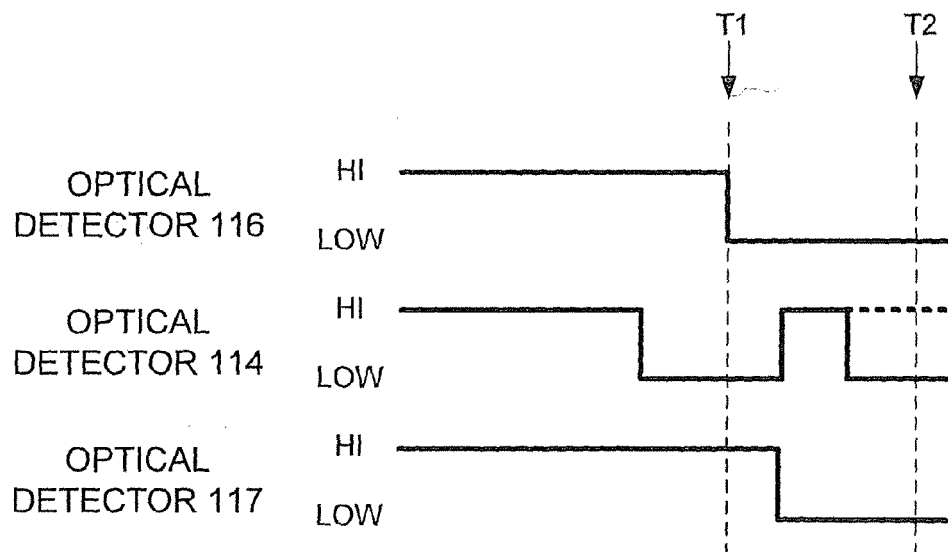 T1 T2
OPTICAL
DETECTOR 116
HI
LOW
OPTICAL
DETECTOR 114
HI
LOW
OPTICAL
DETECTOR 117
HI
LOW